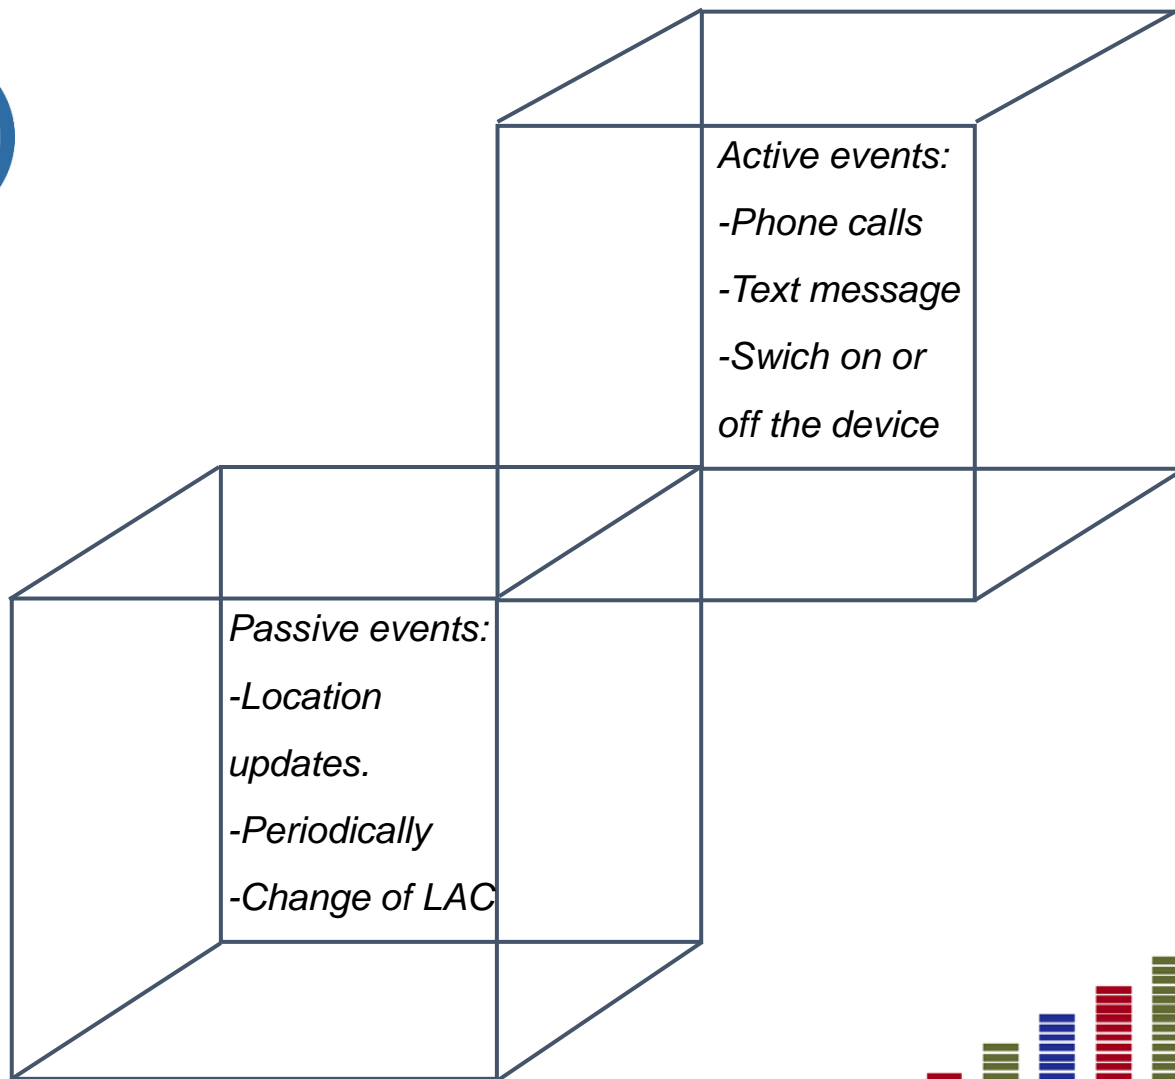 Active events:
-Phone calls
-Text message
-Swich on or
off the device
Passive events:
-Location
updates.
-Periodically
-Change of LAC